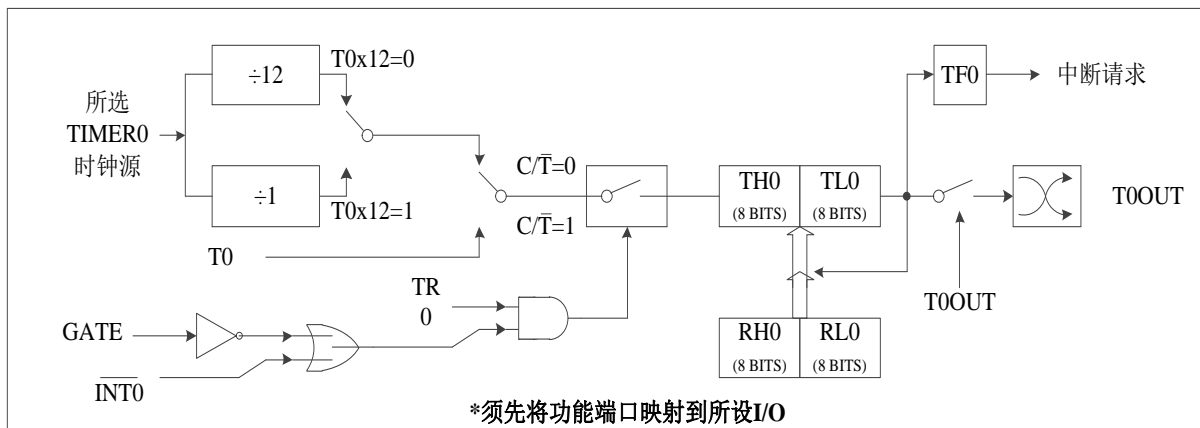 ÷12
T0x12=0
所选
TIMER0
时钟源
÷1
T0x12=1
T0
C/T̅=0
C/T̅=1
TH0
(8 BITS)
TL0
(8 BITS)
TF0
中断请求
T0OUT
T0OUT
TR
0
GATE
I̅N̅T̅0̅
RH0
(8 BITS)
RL0
(8 BITS)
*须先将功能端口映射到所设I/O